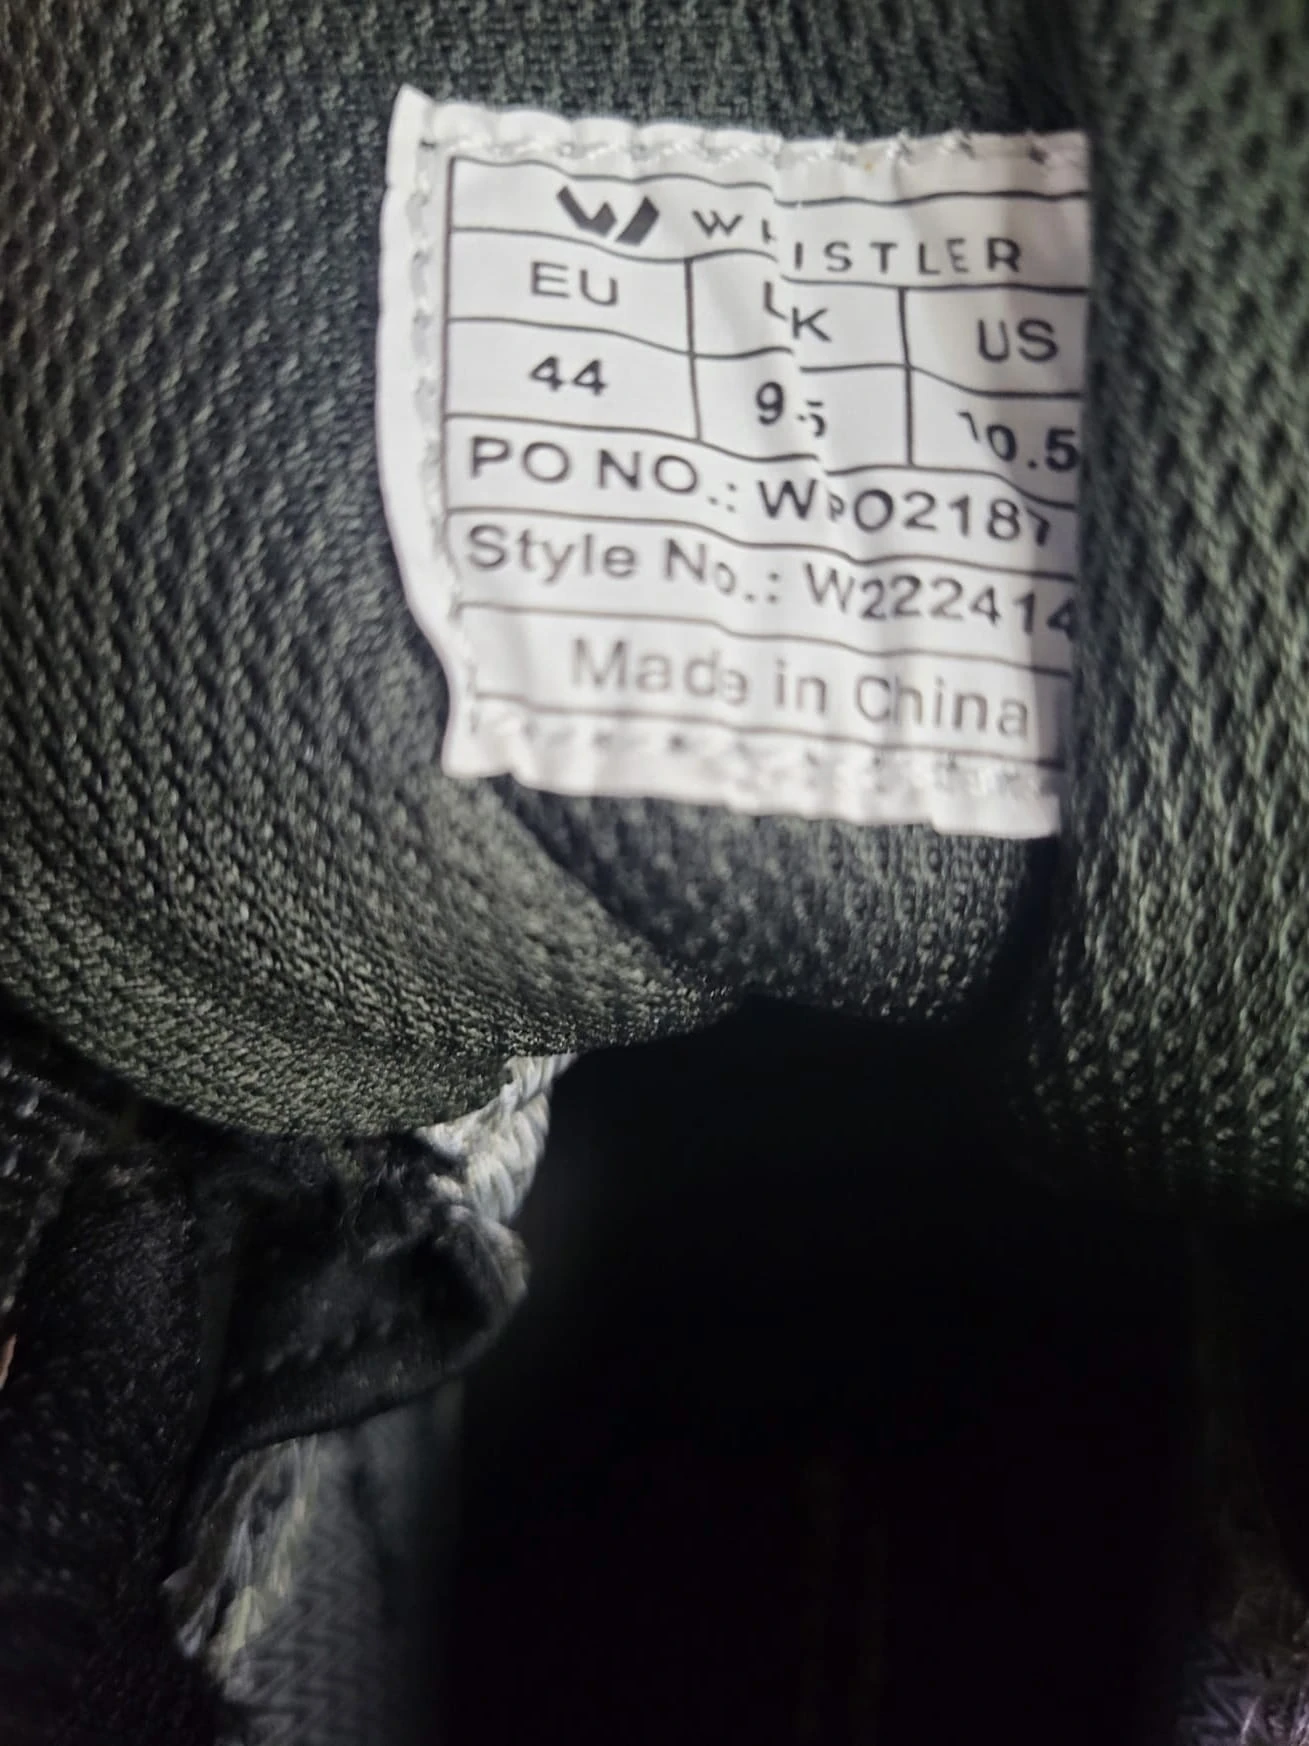 WHISTLER
EU UK US
44 9.5 10.5
PO NO.: WPO2187
Style No.: W222414
Made in China